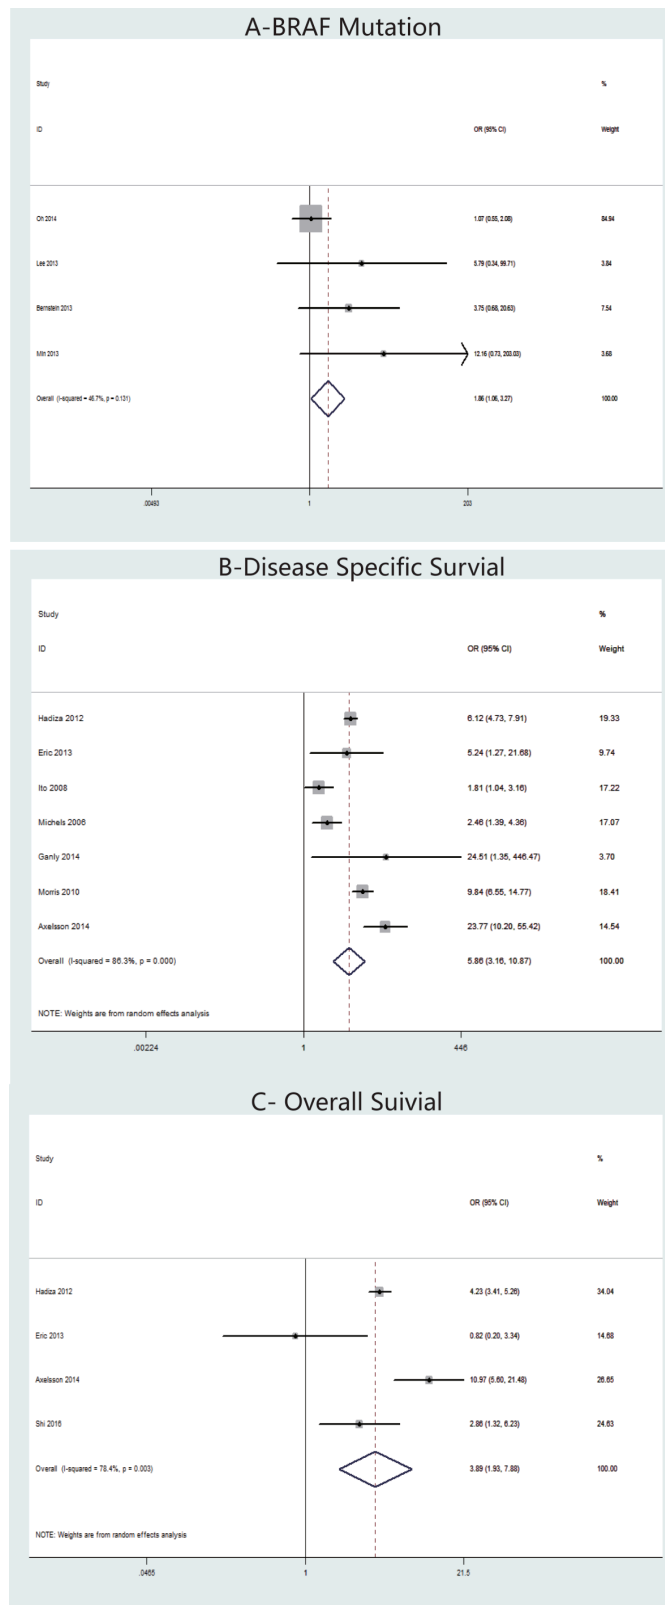 A-BRAF Mutation
Study %
ID OR (95% CI) Weight
Oh 2014 1.07 (0.55, 2.08) 84.94
Lee 2013 5.79 (0.34, 99.71) 3.84
Bernstein 2013 3.75 (0.68, 20.63) 7.54
Min 2013 12.16 (0.73, 203.03) 3.68
Overall (I-squared = 46.7%, p = 0.131) 1.86 (1.06, 3.27) 100.00
.00493 1 203
B-Disease Specific Survial
Study %
ID OR (95% CI) Weight
Hadiza 2012 6.12 (4.73, 7.91) 19.33
Eric 2013 5.24 (1.27, 21.68) 9.74
Ito 2008 1.81 (1.04, 3.16) 17.22
Michels 2006 2.46 (1.39, 4.36) 17.07
Ganly 2014 24.51 (1.35, 446.47) 3.70
Morris 2010 9.84 (6.55, 14.77) 18.41
Axelsson 2014 23.77 (10.20, 55.42) 14.54
Overall (I-squared = 86.3%, p = 0.000) 5.86 (3.16, 10.87) 100.00
NOTE: Weights are from random effects analysis
.00224 1 446
C- Overall Suivial
Study %
ID OR (95% CI) Weight
Hadiza 2012 4.23 (3.41, 5.26) 34.04
Eric 2013 0.82 (0.20, 3.34) 14.68
Axelsson 2014 10.97 (5.60, 21.48) 26.65
Shi 2016 2.86 (1.32, 6.23) 24.63
Overall (I-squared = 78.4%, p = 0.003) 3.89 (1.93, 7.88) 100.00
NOTE: Weights are from random effects analysis
.0465 1 21.5